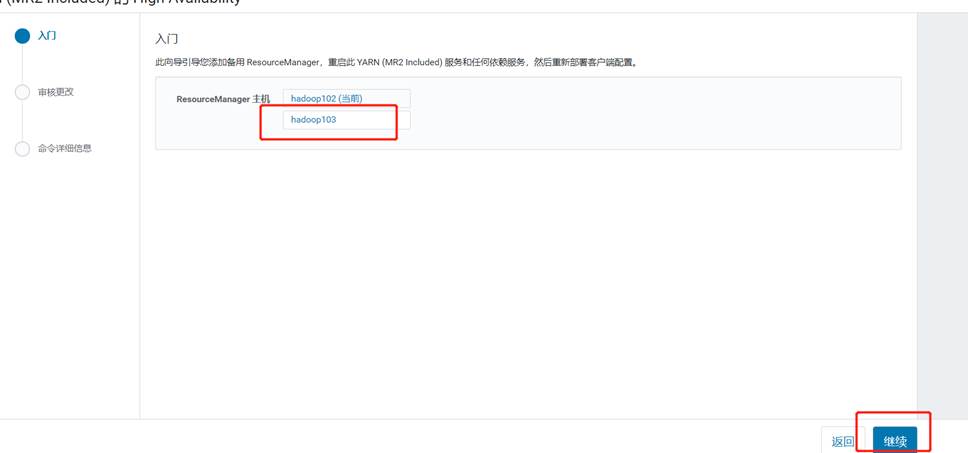 (MR2 Included) 的 High Availability
入门
审核更改
命令详细信息
入门
此向导引导您添加备用 ResourceManager，重启此 YARN (MR2 Included) 服务和任何依赖服务，然后重新部署客户端配置。
ResourceManager 主机
hadoop102 (当前)
hadoop103
返回
继续